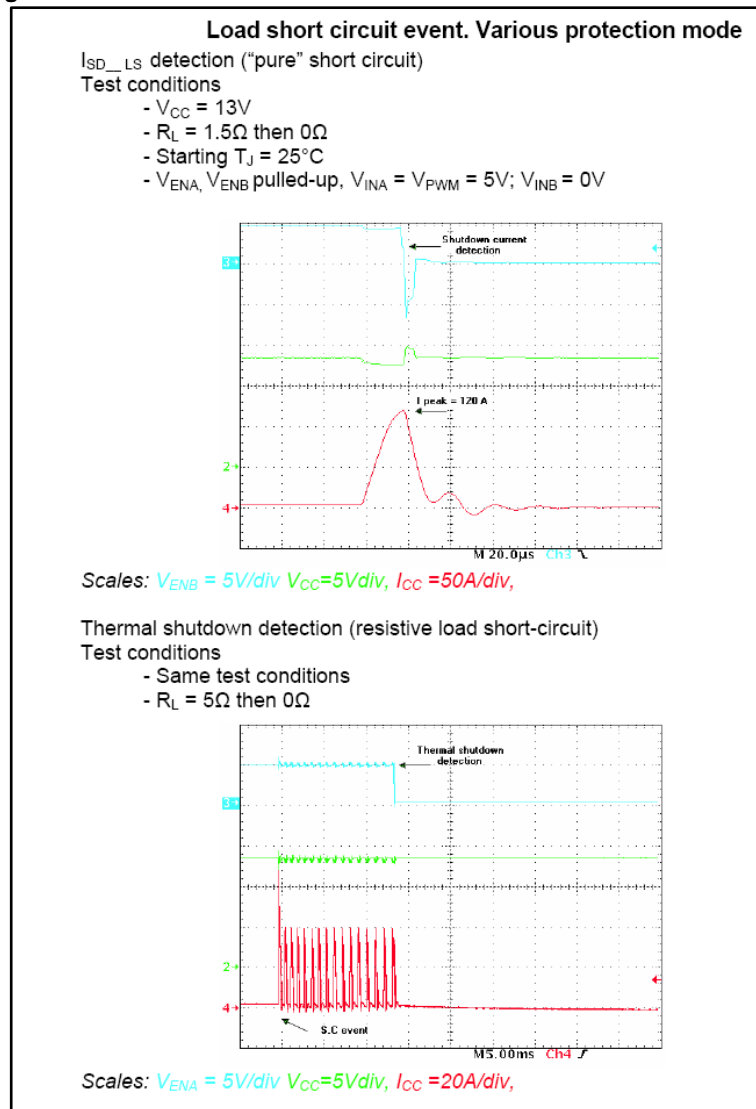 Load short circuit event. Various protection mode
ISD__LS detection (“pure” short circuit)
Test conditions
- VCC = 13V
- RL = 1.5Ω then 0Ω
- Starting TJ = 25°C
- VENA, VENB pulled-up, VINA = VPWM = 5V; VINB = 0V
Shutdown current
detection
3
I peak = 120 A
2
4
M 20.0µs Ch3
Scales: VENB = 5V/div VCC=5Vdiv, ICC =50A/div,
Thermal shutdown detection (resistive load short-circuit)
Test conditions
- Same test conditions
- RL = 5Ω then 0Ω
Thermal shutdown
detection
3
2
4
S.C event
M5.00ms Ch4
Scales: VENA = 5V/div VCC=5Vdiv, ICC =20A/div,